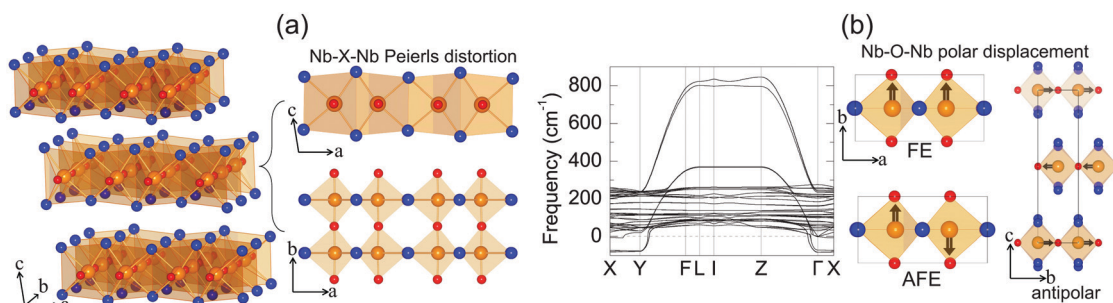 (a)
Nb-X-Nb Peierls distortion
c
a
b
a
c
b
Frequency (cm⁻¹)
800
600
400
200
0
X Y F L I Z Γ X
(b)
Nb-O-Nb polar displacement
b
a
FE
AFE
c
b
antipolar